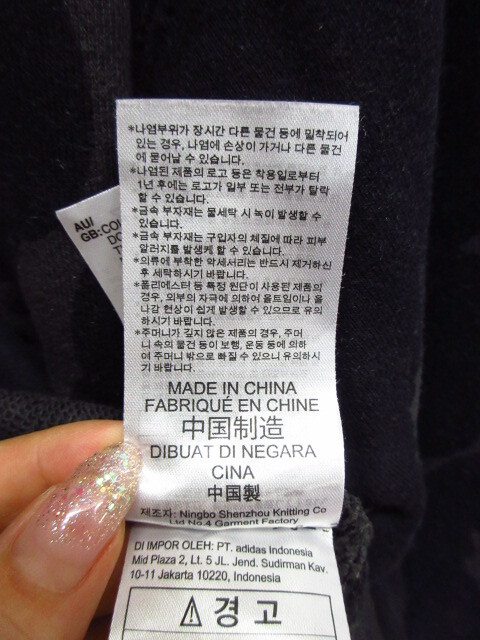 *나염부위가 장시간 다른 물건 등에 밀착되어
있는 경우, 나염에 손상이 가거나 다른 물건
에 묻어날 수 있습니다.
*나염된 제품의 로고 등은 착용일로부터
1년 후에는 로고가 일부 또는 전부가 탈락
할 수 있습니다.
*금속 부자재는 물세탁 시 녹이 발생할 수
있습니다.
*금속 부자재는 구입자의 체질에 따라 피부
알러지를 발생케 할 수 있습니다.
*의류에 부착한 악세서리는 반드시 제거하신
후 세탁하시기 바랍니다.
*폴리에스터 등 특정 원단이 사용된 제품의
경우, 외부의 자극에 의하여 올트임이나 올
나감 현상이 쉽게 발생할 수 있으므로 유의
하시기 바랍니다.
*주머니가 깊지 않은 제품의 경우, 주머
니 속의 물건 등이 보행, 운동 등에 의하
여 주머니 밖으로 빠질 수 있으니 유의하시
기 바랍니다.
MADE IN CHINA
FABRIQUÉ EN CHINE
中国制造
DIBUAT DI NEGARA
CINA
中國製
제조자: Ningbo Shenzhou Knitting Co
Ltd No.4 Garment Factory
DI IMPOR OLEH: PT. adidas Indonesia
Mid Plaza 2, Lt. 5 JL. Jend. Sudirman Kav.
10-11 Jakarta 10220, Indonesia
⚠ 경 고
AU/
GB:COU